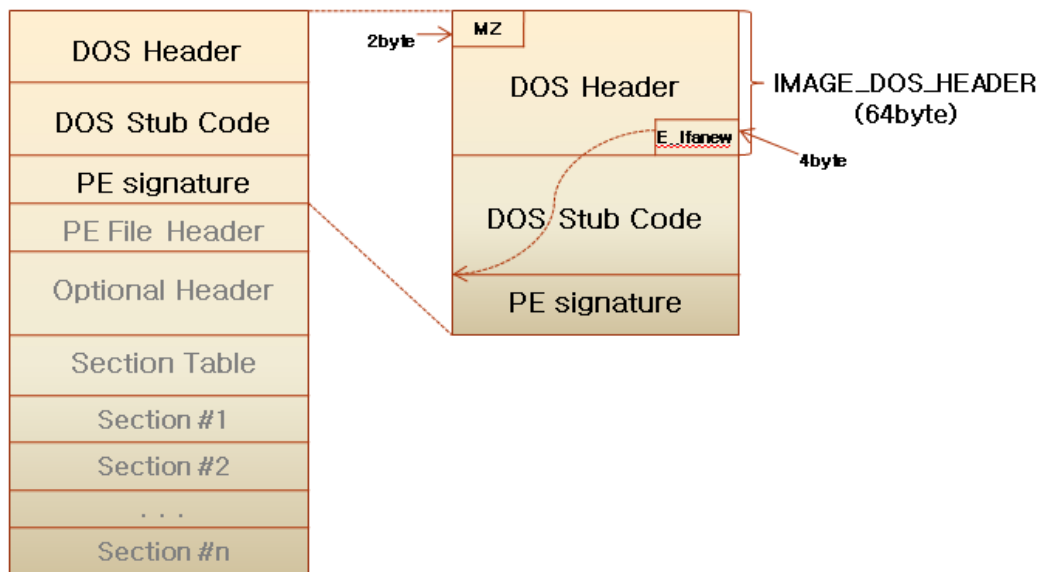 DOS Header
DOS Stub Code
PE signature
PE File Header
Optional Header
Section Table
Section #1
Section #2
. . .
Section #n
2byte
MZ
DOS Header
E_lfanew
DOS Stub Code
PE signature
IMAGE_DOS_HEADER
(64byte)
4byte